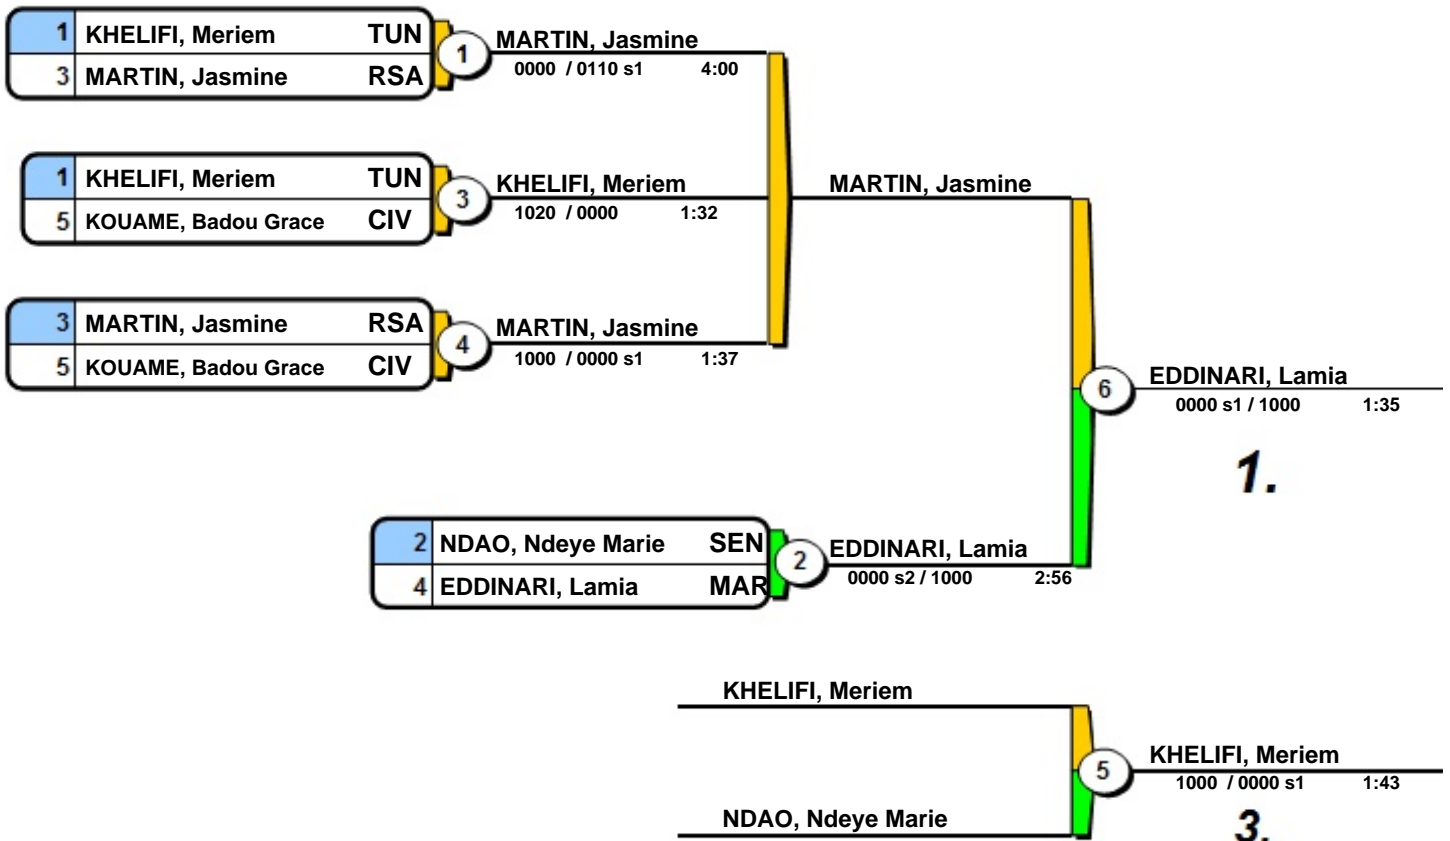 1 KHELIFI, Meriem TUN
3 MARTIN, Jasmine RSA
1
MARTIN, Jasmine
0000 / 0110 s1 4:00
1 KHELIFI, Meriem TUN
5 KOUAME, Badou Grace CIV
3
KHELIFI, Meriem
1020 / 0000 1:32
MARTIN, Jasmine
3 MARTIN, Jasmine RSA
5 KOUAME, Badou Grace CIV
4
MARTIN, Jasmine
1000 / 0000 s1 1:37
6
EDDINARI, Lamia
0000 s1 / 1000 1:35
1.
2 NDAO, Ndeye Marie SEN
4 EDDINARI, Lamia MAR
2
EDDINARI, Lamia
0000 s2 / 1000 2:56
KHELIFI, Meriem
5
KHELIFI, Meriem
1000 / 0000 s1 1:43
NDAO, Ndeye Marie
3.